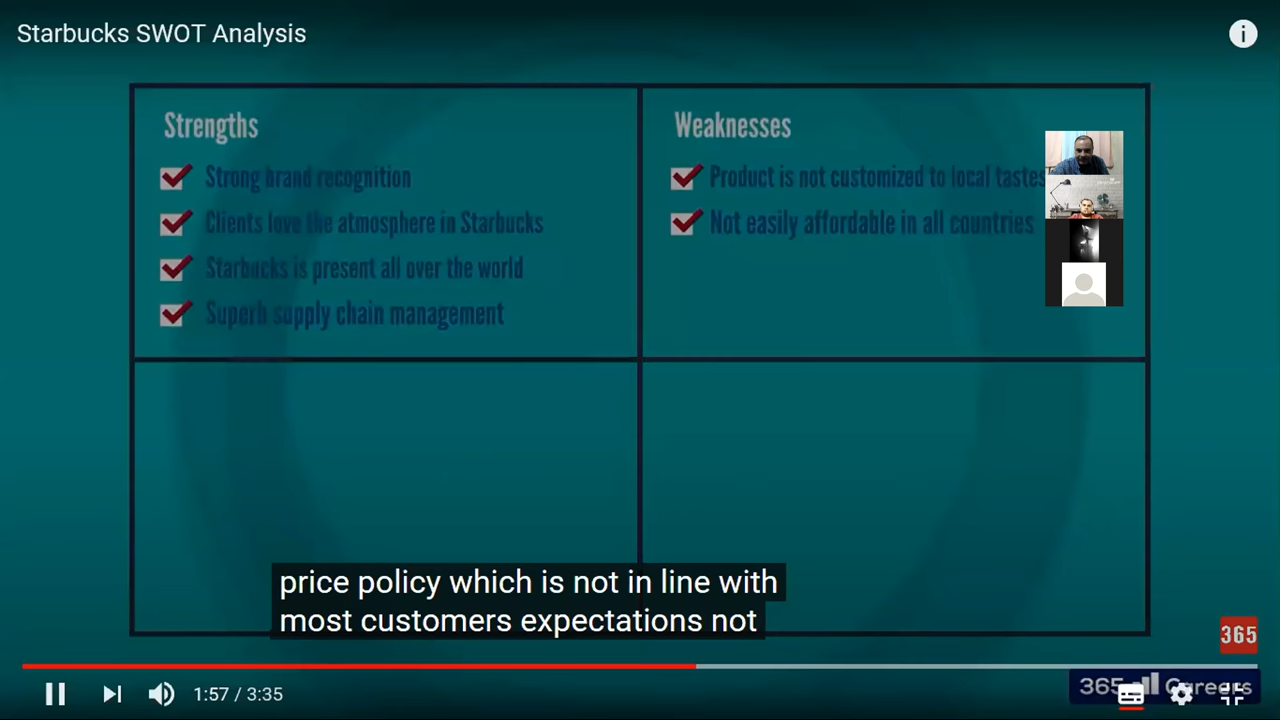 Starbucks SWOT Analysis
Strengths
Strong brand recognition
Clients love the atmosphere in Starbucks
Starbucks is present all over the world
Superb supply chain management
Weaknesses
Product is not customized to local tastes
Not easily affordable in all countries
price policy which is not in line with
most customers expectations not
365
1:57 / 3:35
365 Careers